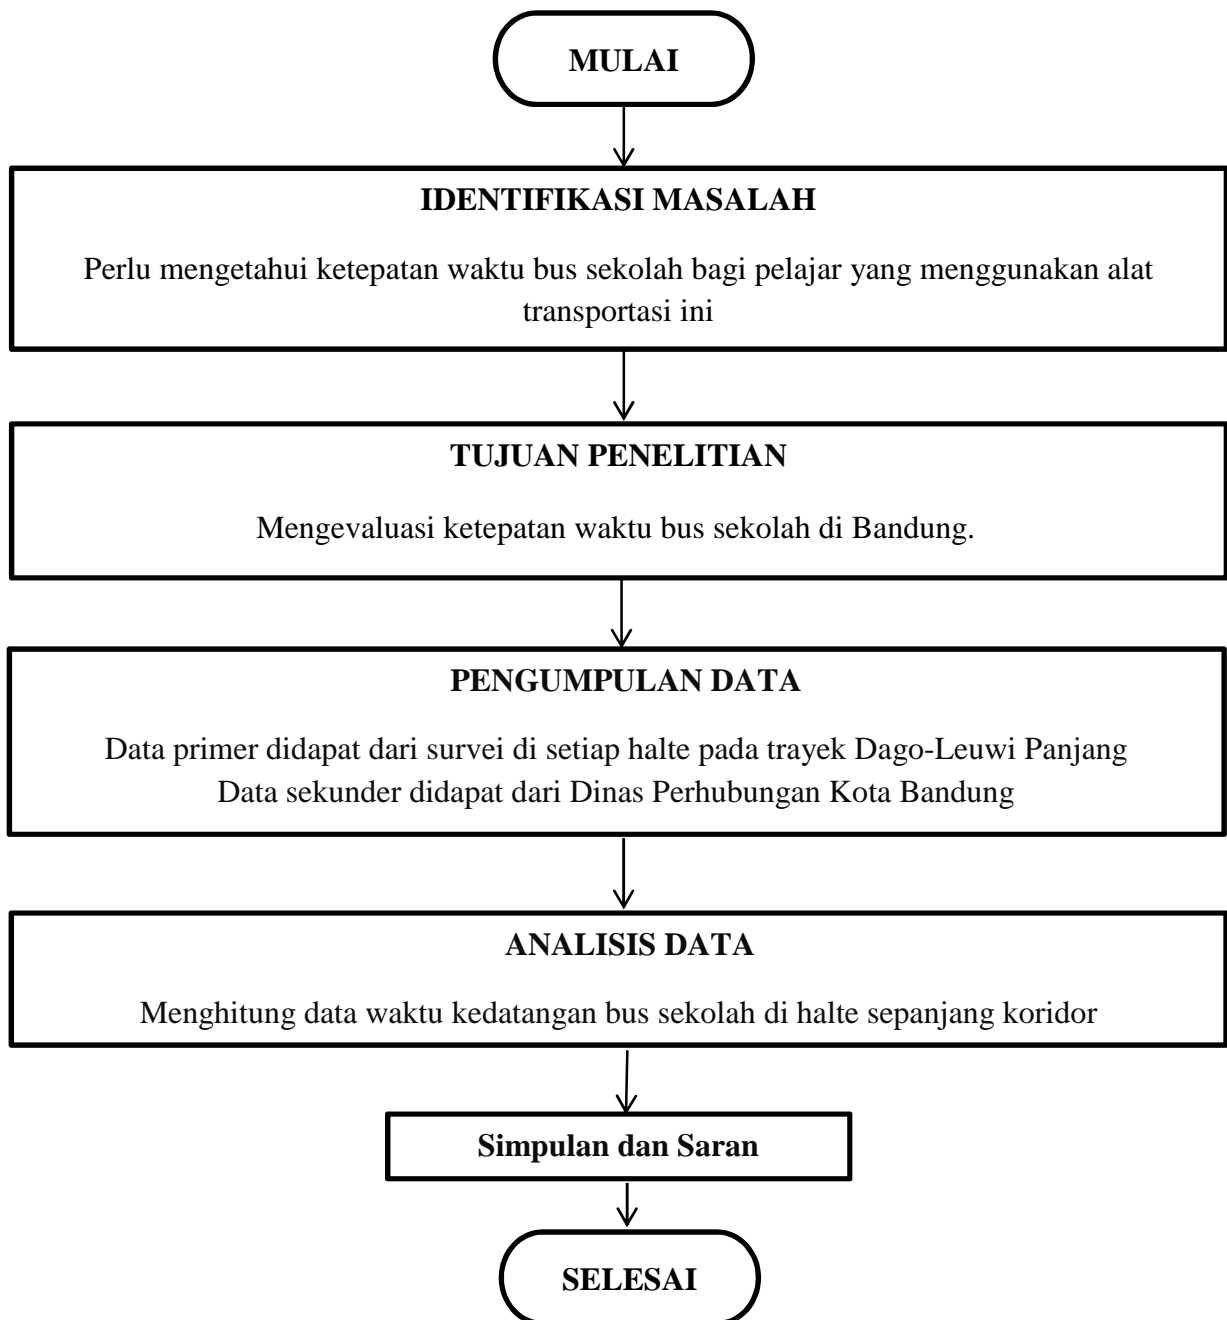 MULAI
IDENTIFIKASI MASALAH
Perlu mengetahui ketepatan waktu bus sekolah bagi pelajar yang menggunakan alat
transportasi ini
TUJUAN PENELITIAN
Mengevaluasi ketepatan waktu bus sekolah di Bandung.
PENGUMPULAN DATA
Data primer didapat dari survei di setiap halte pada trayek Dago-Leuwi Panjang
Data sekunder didapat dari Dinas Perhubungan Kota Bandung
ANALISIS DATA
Menghitung data waktu kedatangan bus sekolah di halte sepanjang koridor
Simpulan dan Saran
SELESAI